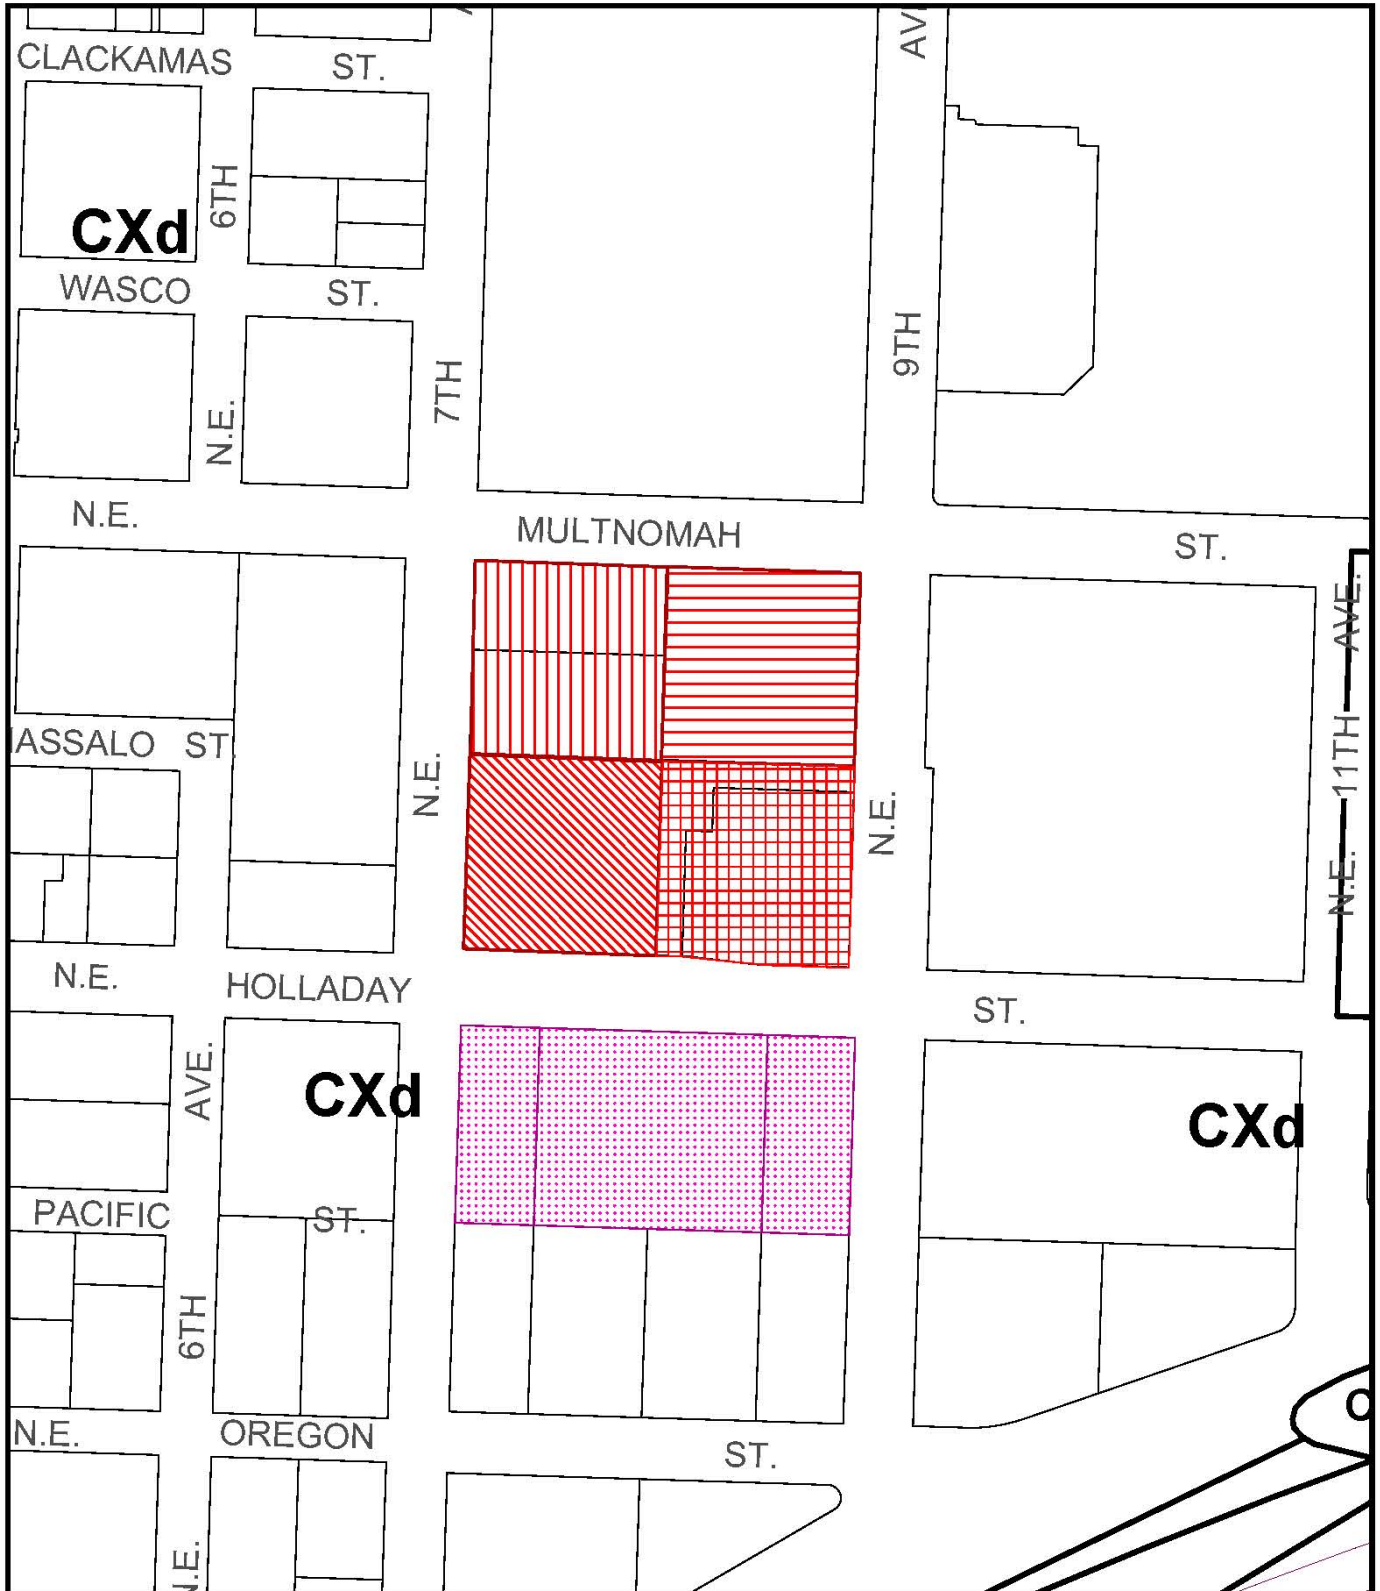 AV
CLACKAMAS ST.
6TH
CXd
WASCO ST.
9TH
7TH
N.E.
N.E. MULTNOMAH ST.
AVE.
11TH
N.E.
ASSALO ST
N.E.
N.E.
N.E. HOLLADAY ST.
AVE.
CXd
CXd
PACIFIC ST.
6TH
N.E. OREGON ST.
N.E.